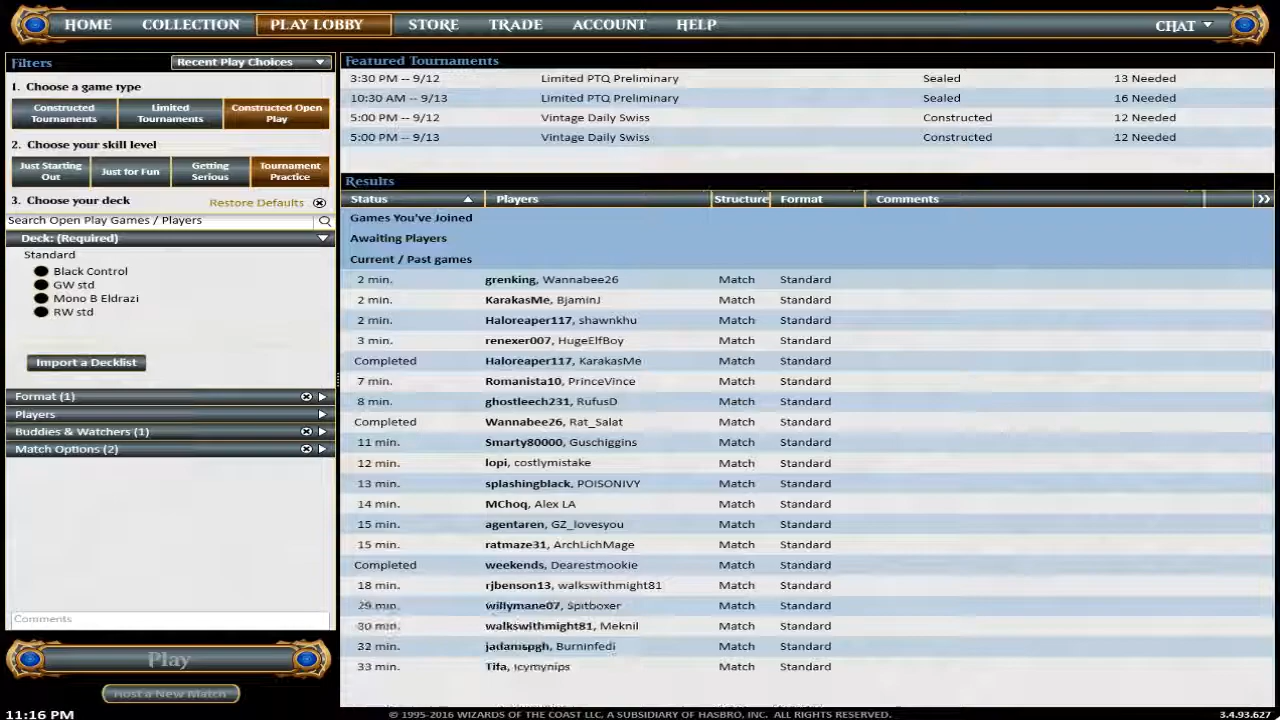 HOME COLLECTION PLAY LOBBY STORE TRADE ACCOUNT HELP CHAT
Filters Recent Play Choices
1. Choose a game type
Constructed Tournaments Limited Tournaments Constructed Open Play
2. Choose your skill level
Just Starting Out Just for Fun Getting Serious Tournament Practice
3. Choose your deck Restore Defaults
Search Open Play Games / Players
Deck: (Required)
Standard
Black Control
GW std
Mono B Eldrazi
RW std
Import a Decklist
Format (1)
Players
Buddies & Watchers (1)
Match Options (2)
Comments
Play
Host a New Match
11:16 PM
Featured Tournaments
3:30 PM -- 9/12 Limited PTQ Preliminary Sealed 13 Needed
10:30 AM -- 9/13 Limited PTQ Preliminary Sealed 16 Needed
5:00 PM -- 9/12 Vintage Daily Swiss Constructed 12 Needed
5:00 PM -- 9/13 Vintage Daily Swiss Constructed 12 Needed
Results
Status Players Structure Format Comments
Games You've Joined
Awaiting Players
Current / Past games
2 min. grenking, Wannabee26 Match Standard
2 min. KarakasMe, BjaminJ Match Standard
2 min. Haloreaper117, shawnkhu Match Standard
3 min. renexer007, HugeElfBoy Match Standard
Completed Haloreaper117, KarakasMe Match Standard
7 min. Romanista10, PrinceVince Match Standard
8 min. ghostleech231, RufusD Match Standard
Completed Wannabee26, Rat_Salat Match Standard
11 min. Smarty80000, Guschiggins Match Standard
12 min. lopi, costlymistake Match Standard
13 min. splashingblack, POISONIVY Match Standard
14 min. MChoq, Alex LA Match Standard
15 min. agentaren, GZ_lovesyou Match Standard
15 min. ratmaze31, ArchLichMage Match Standard
Completed weekends, Dearestmookie Match Standard
18 min. rjbenson13, walkswithmight81 Match Standard
29 min. willymane07, Spitboxer Match Standard
30 min. walkswithmight81, Meknil Match Standard
32 min. Burninfedi Match Standard
33 min. Tifa, Icymynips Match Standard
© 1995-2016 WIZARDS OF THE COAST LLC, A SUBSIDIARY OF HASBRO, INC. ALL RIGHTS RESERVED.
3.4.93.627